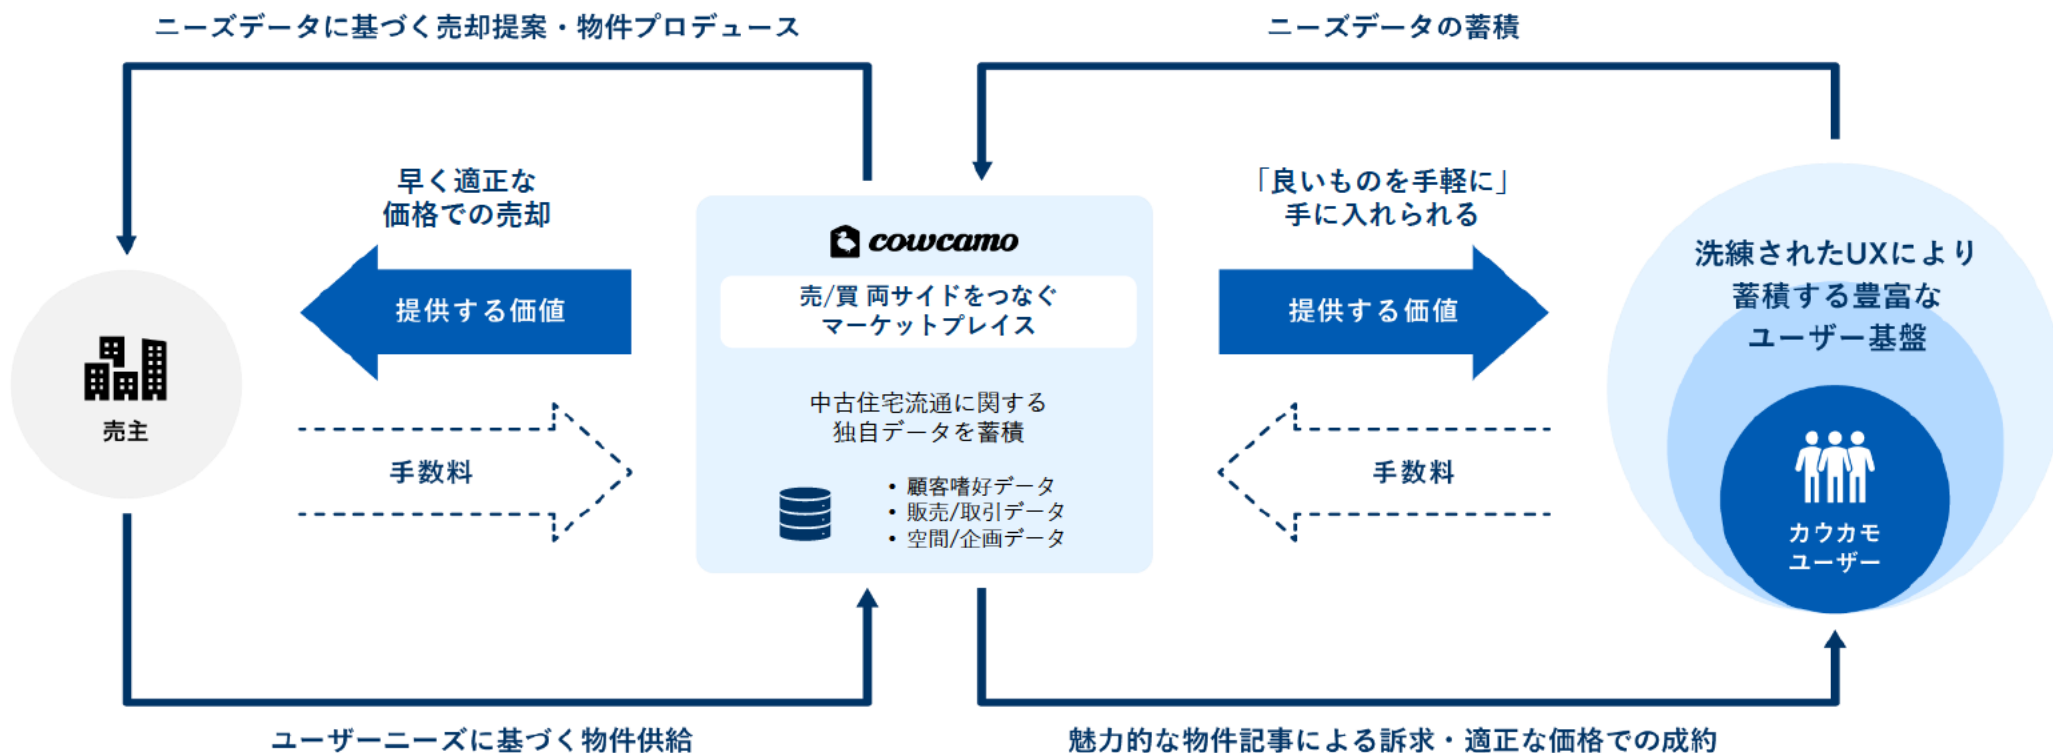 ニーズデータに基づく売却提案・物件プロデュース
ニーズデータの蓄積
早く適正な
価格での売却
提供する価値
手数料
売主
cowcamo
売/買 両サイドをつなぐ
マーケットプレイス
中古住宅流通に関する
独自データを蓄積
• 顧客嗜好データ
• 販売/取引データ
• 空間/企画データ
「良いものを手軽に」
手に入れられる
提供する価値
手数料
洗練されたUXにより
蓄積する豊富な
ユーザー基盤
カウカモ
ユーザー
ユーザーニーズに基づく物件供給
魅力的な物件記事による訴求・適正な価格での成約